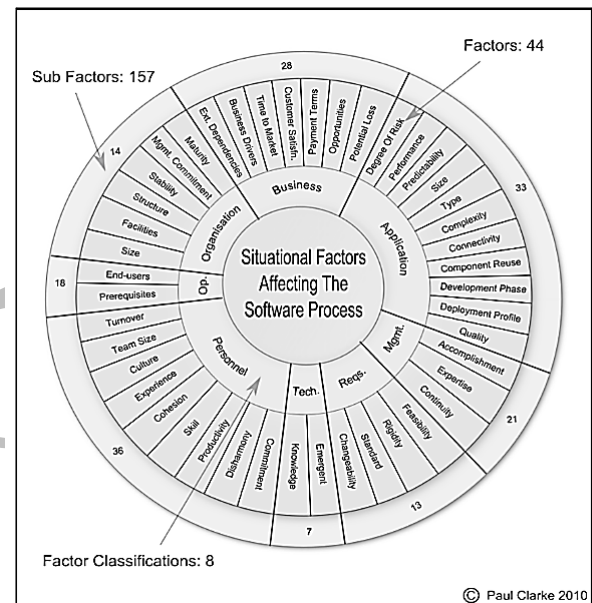 Factors: 44
Sub Factors: 157
28
Ext. Dependencies
Business Drivers
Time to Market
Customer Satisfn.
Payment Terms
Opportunities
Potential Loss
Business
33
Degree Of Risk
Performance
Predictability
Size
Type
Complexity
Connectivity
Component Reuse
Development Phase
Deployment Profile
Quality
Application
21
Accomplishment
Expertise
Continuity
Mgmt.
13
Feasibility
Rigidity
Standard
Changeability
Reqs.
7
Emergent
Knowledge
Tech.
36
Commitment
Disharmony
Productivity
Skill
Cohesion
Experience
Culture
Team Size
Turnover
Personnel
18
Prerequisites
End-users
Op.
14
Size
Facilities
Structure
Stability
Mgmt. Commitment
Maturity
Organisation
Situational Factors
Affecting The
Software Process
Factor Classifications: 8
© Paul Clarke 2010